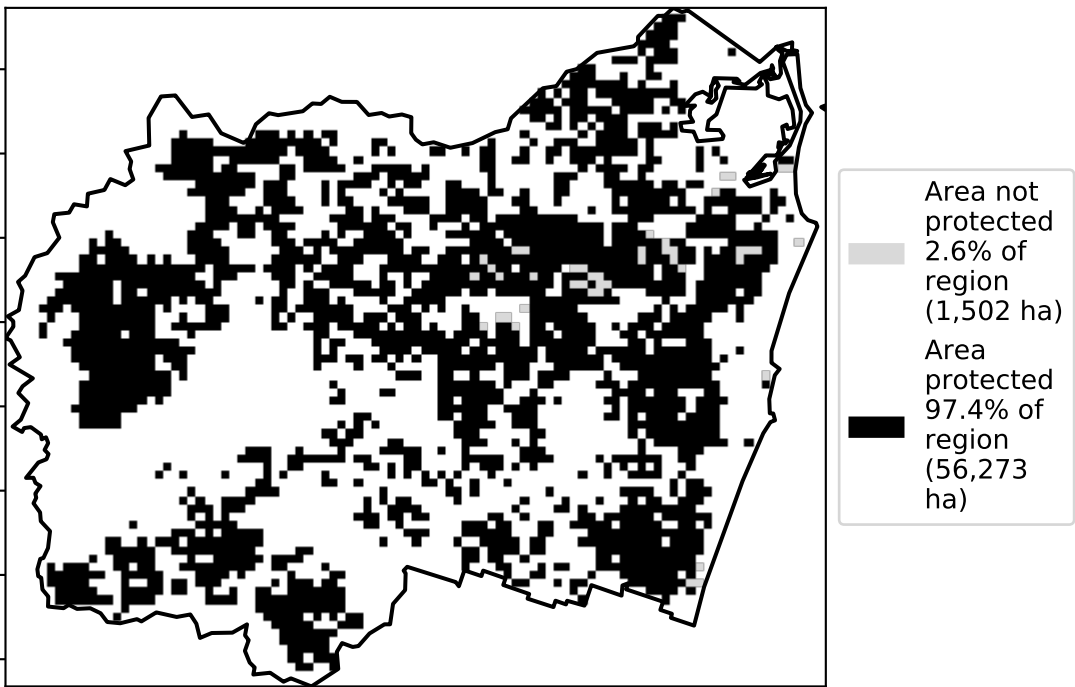 Area not
protected
2.6% of
region
(1,502 ha)
Area
protected
97.4% of
region
(56,273
ha)